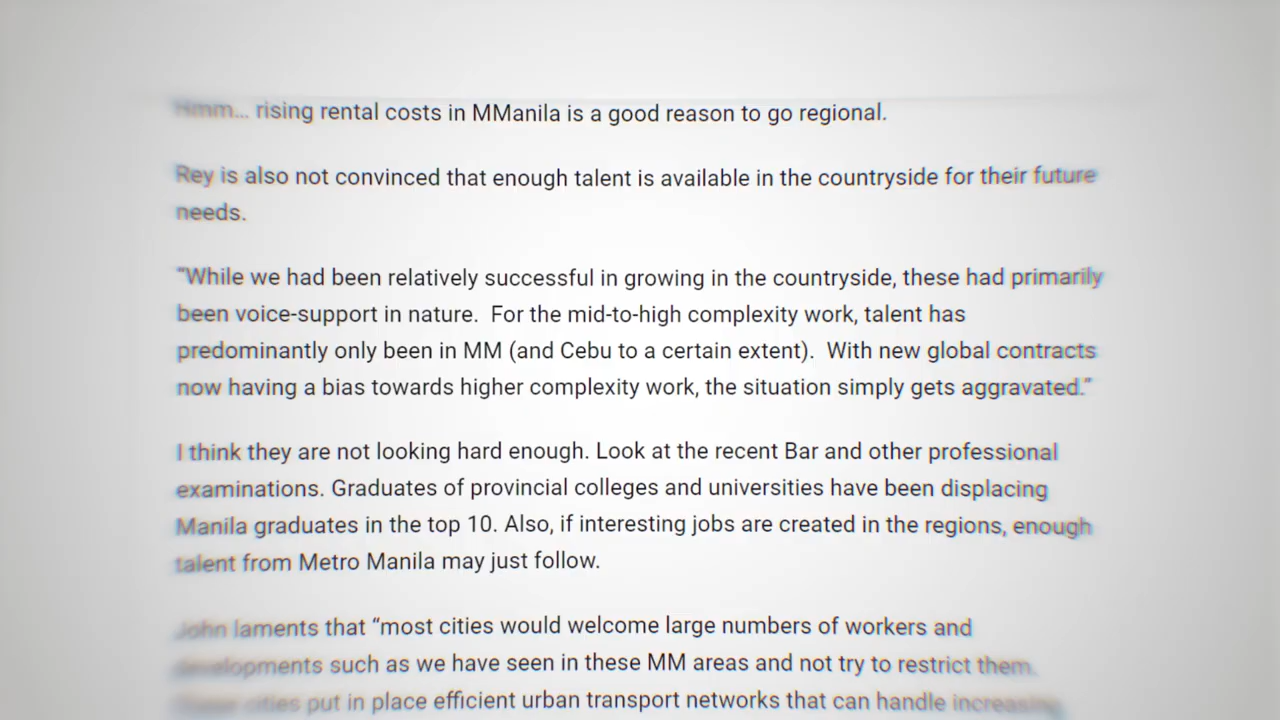 Hmm... rising rental costs in MManila is a good reason to go regional.
Rey is also not convinced that enough talent is available in the countryside for their future
needs.
“While we had been relatively successful in growing in the countryside, these had primarily
been voice-support in nature.  For the mid-to-high complexity work, talent has
predominantly only been in MM (and Cebu to a certain extent).  With new global contracts
now having a bias towards higher complexity work, the situation simply gets aggravated.”
I think they are not looking hard enough. Look at the recent Bar and other professional
examinations. Graduates of provincial colleges and universities have been displacing
Manila graduates in the top 10. Also, if interesting jobs are created in the regions, enough
talent from Metro Manila may just follow.
John laments that “most cities would welcome large numbers of workers and
developments such as we have seen in these MM areas and not try to restrict them.
cities put in place efficient urban transport networks that can handle increasing